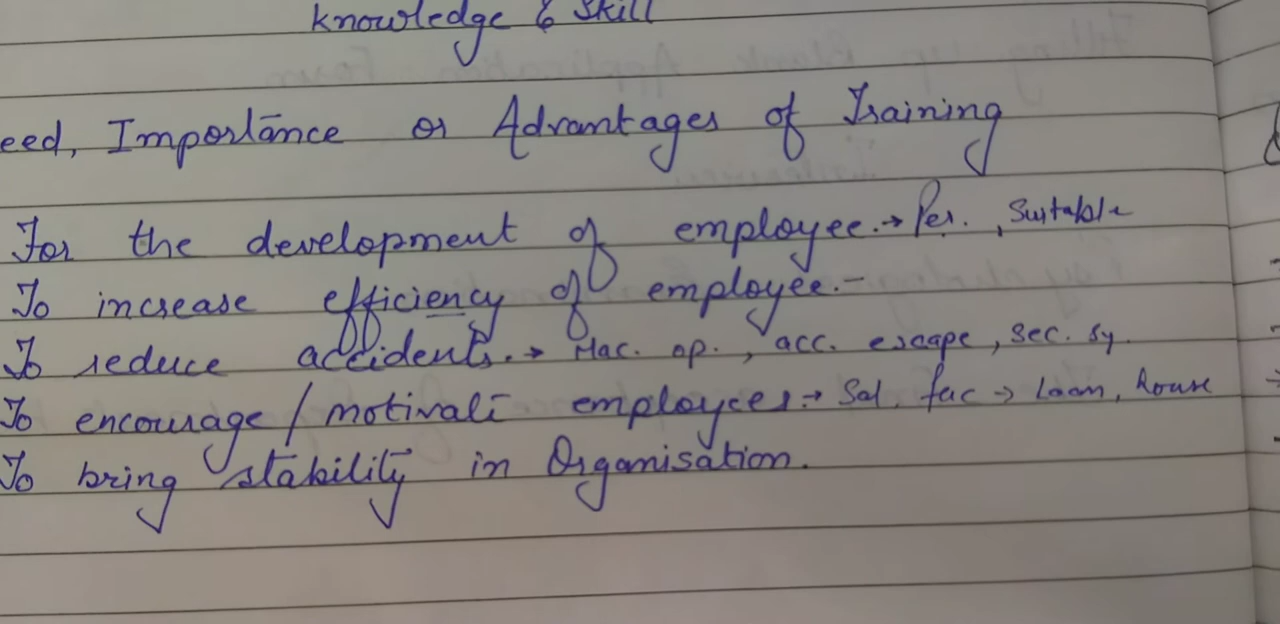 knowledge & Skill
eed, Importance or Advantages of Training
For the development of employee.→ Per. , Suitable
To increase efficiency of employee.-
To reduce accidents.→ Mac. op. , acc. escape, Sec. sy.
To encourage / motivate employees:→ Sal. fac → Loan, house
To bring stability in Organisation.